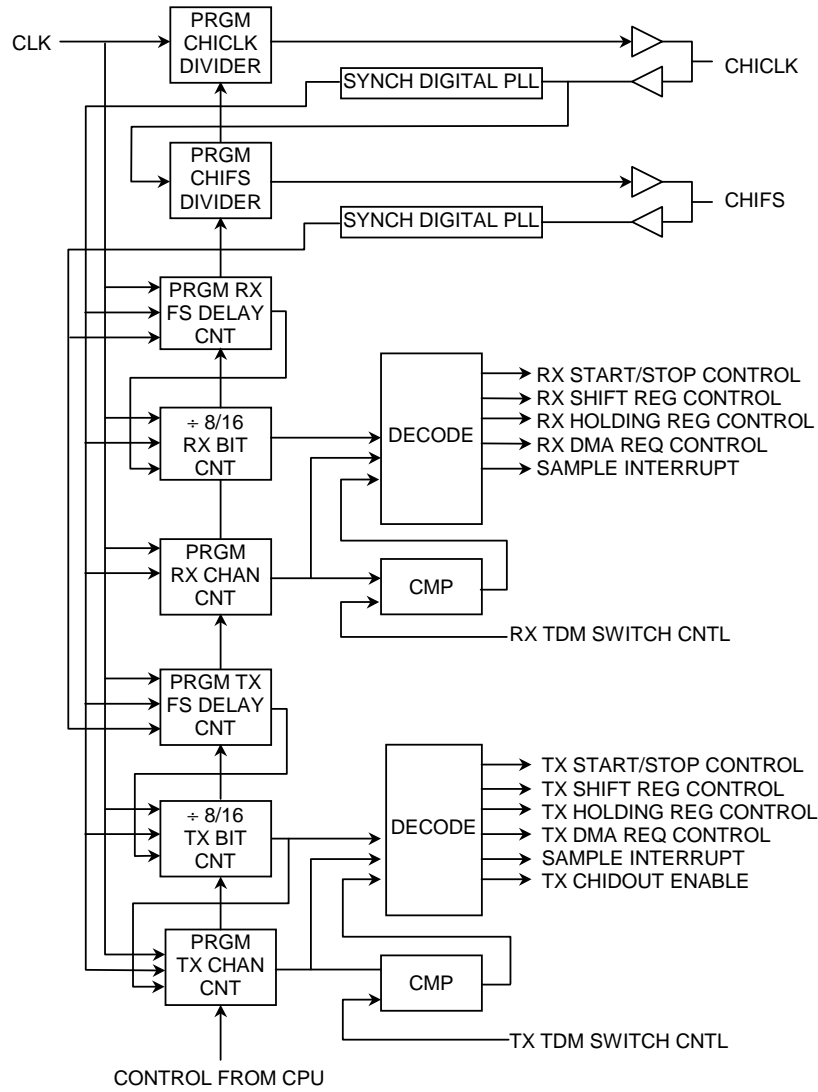 CLK
PRGM
CHICLK
DIVIDER
SYNCH DIGITAL PLL
CHICLK
PRGM
CHIFS
DIVIDER
SYNCH DIGITAL PLL
CHIFS
PRGM RX
FS DELAY
CNT
÷ 8/16
RX BIT
CNT
DECODE
RX START/STOP CONTROL
RX SHIFT REG CONTROL
RX HOLDING REG CONTROL
RX DMA REQ CONTROL
SAMPLE INTERRUPT
PRGM
RX CHAN
CNT
CMP
RX TDM SWITCH CNTL
PRGM TX
FS DELAY
CNT
÷ 8/16
TX BIT
CNT
DECODE
TX START/STOP CONTROL
TX SHIFT REG CONTROL
TX HOLDING REG CONTROL
TX DMA REQ CONTROL
SAMPLE INTERRUPT
TX CHIDOUT ENABLE
PRGM
TX CHAN
CNT
CMP
TX TDM SWITCH CNTL
CONTROL FROM CPU